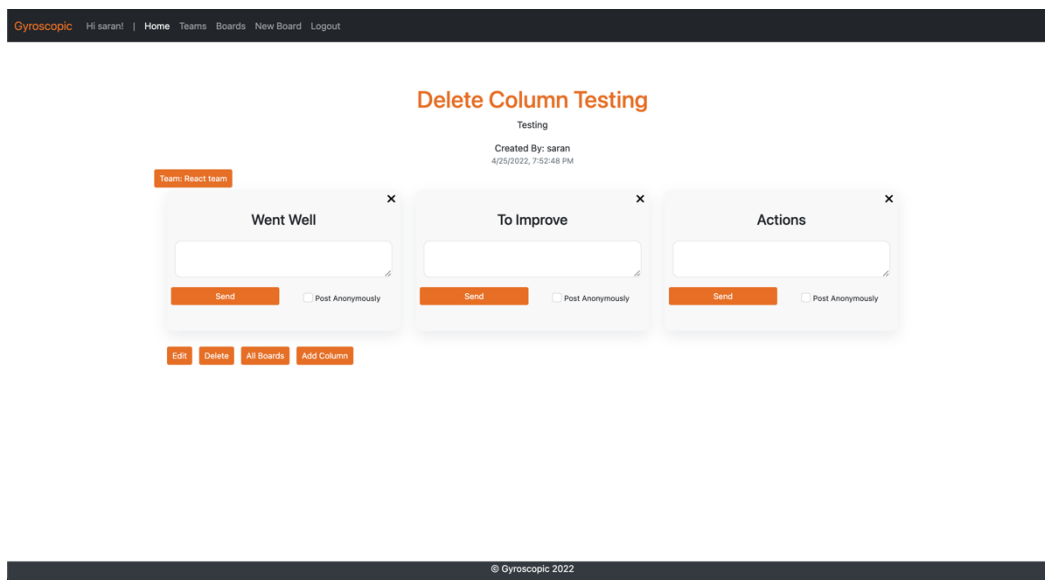 Gyroscopic Hi saran! | Home Teams Boards New Board Logout
Delete Column Testing
Testing
Created By: saran
4/25/2022, 7:52:48 PM
Team: React team
Went Well To Improve Actions
Send Post Anonymously Send Post Anonymously Send Post Anonymously
Edit Delete All Boards Add Column
© Gyroscopic 2022